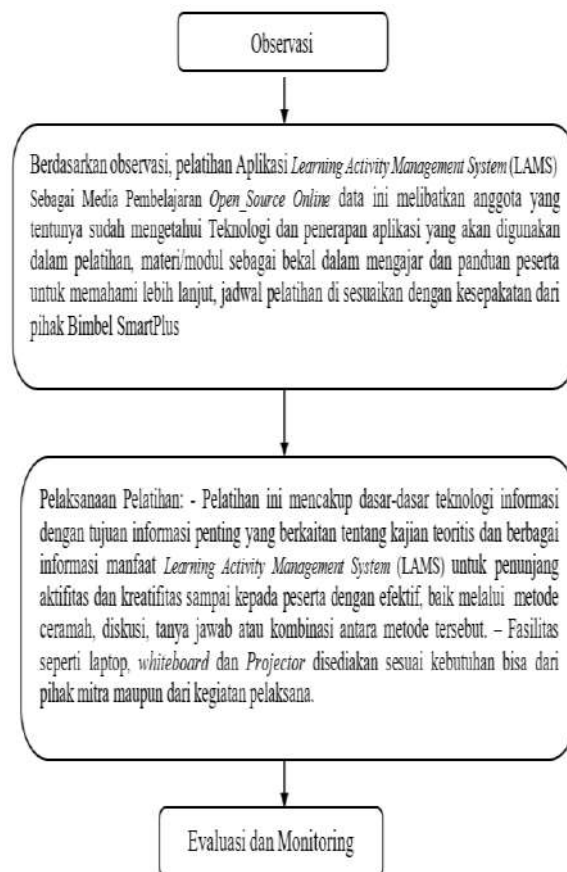 Observasi
Berdasarkan observasi, pelatihan Aplikasi Learning Activity Management System (LAMS)
Sebagai Media Pembelajaran Open_Source Online data ini melibatkan anggota yang
tentunya sudah mengetahui Teknologi dan penerapan aplikasi yang akan digunakan
dalam pelatihan, materi/modul sebagai bekal dalam mengajar dan panduan peserta
untuk memahami lebih lanjut, jadwal pelatihan di sesuaikan dengan kesepakatan dari
pihak Bimbel SmartPlus
Pelaksanaan Pelatihan: - Pelatihan ini mencakup dasar-dasar teknologi informasi
dengan tujuan informasi penting yang berkaitan tentang kajian teoritis dan berbagai
informasi manfaat Learning Activity Management System (LAMS) untuk penunjang
aktifitas dan kreatifitas sampai kepada peserta dengan efektif, baik melalui metode
ceramah, diskusi, tanya jawab atau kombinasi antara metode tersebut. – Fasilitas
seperti laptop, whiteboard dan Projector disediakan sesuai kebutuhan bisa dari
pihak mitra maupun dari kegiatan pelaksana.
Evaluasi dan Monitoring